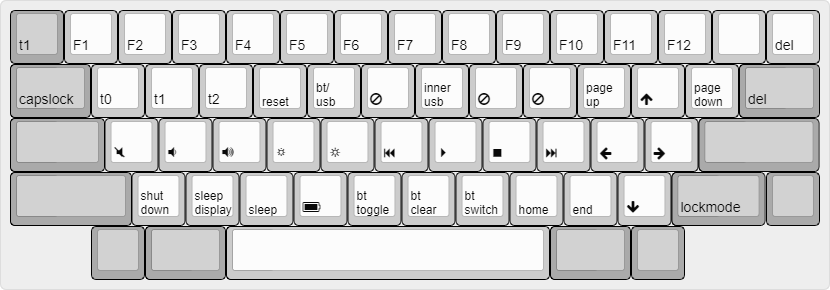 t1 F1 F2 F3 F4 F5 F6 F7 F8 F9 F10 F11 F12 del
capslock t0 t1 t2 reset bt/ usb inner usb page up page down del
shut down sleep display sleep bt toggle bt clear bt switch home end lockmode